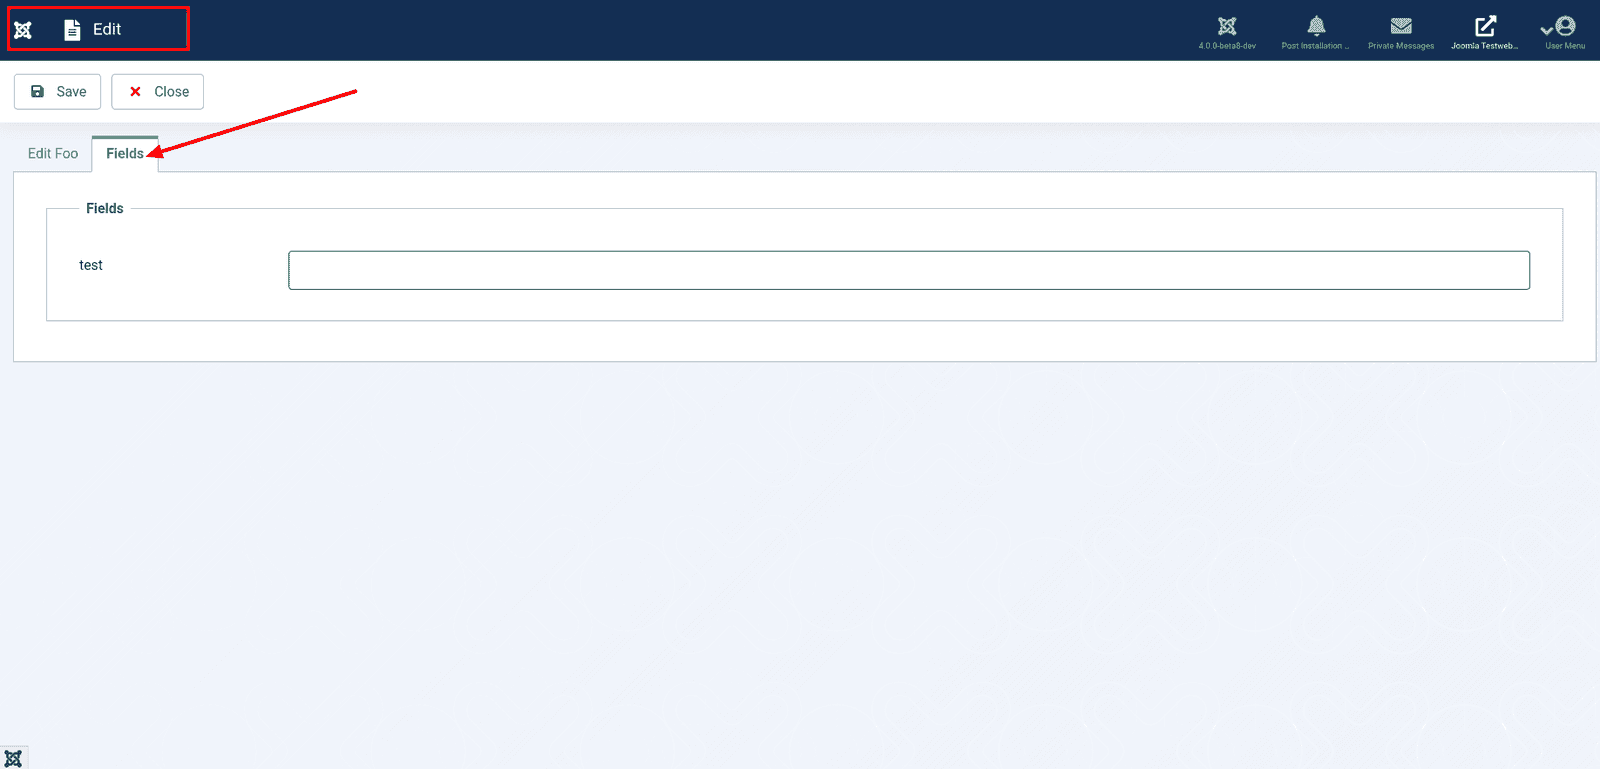 Edit
4.0.0-beta8-dev
Post Installation ...
Private Messages
Joomla Testweb...
User Menu
Save
Close
Edit Foo
Fields
Fields
test